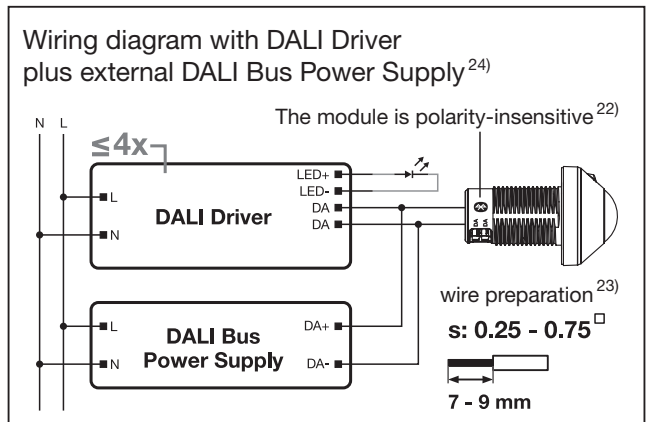 Wiring diagram with DALI Driver
plus external DALI Bus Power Supply 24)
The module is polarity-insensitive 22)
N L
≤4x
LED+
LED-
L
DA
DALI Driver
DA
N
DA
DA
wire preparation 23)
s: 0.25 - 0.75 □
L
DA+
DALI Bus
Power Supply
N
DA-
7 - 9 mm